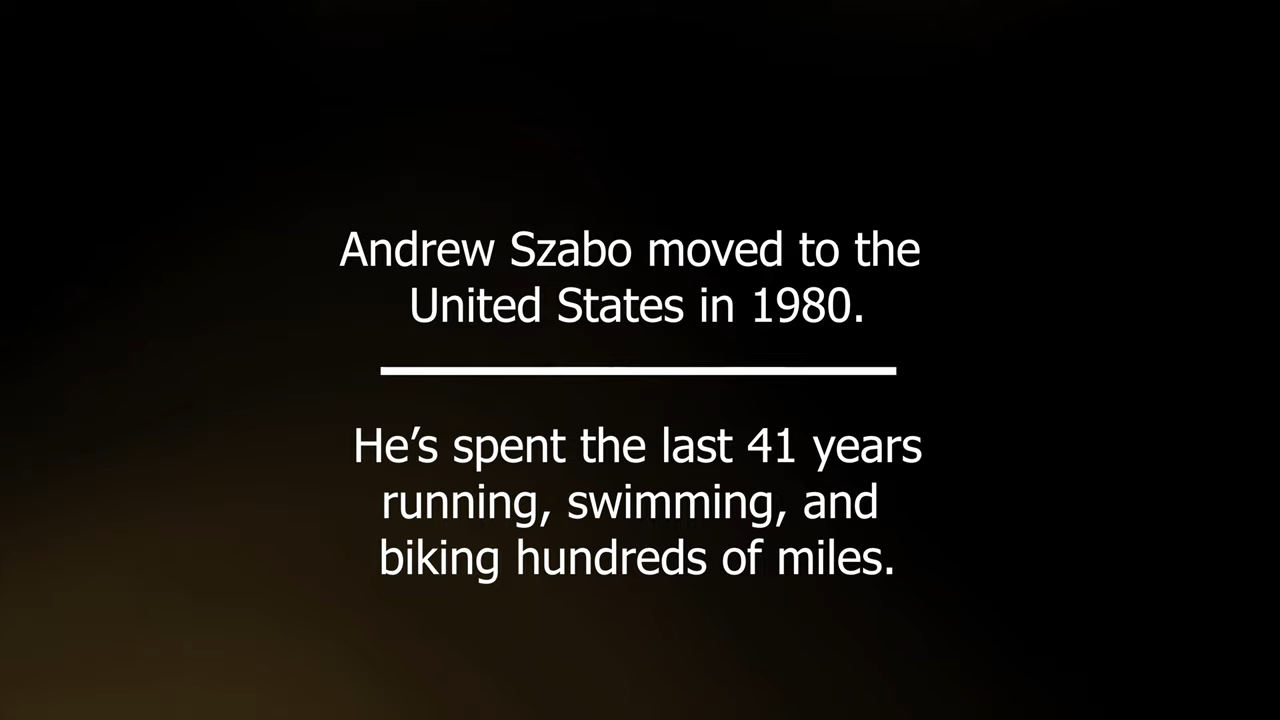 Andrew Szabo moved to the
United States in 1980.
He’s spent the last 41 years
running, swimming, and
biking hundreds of miles.